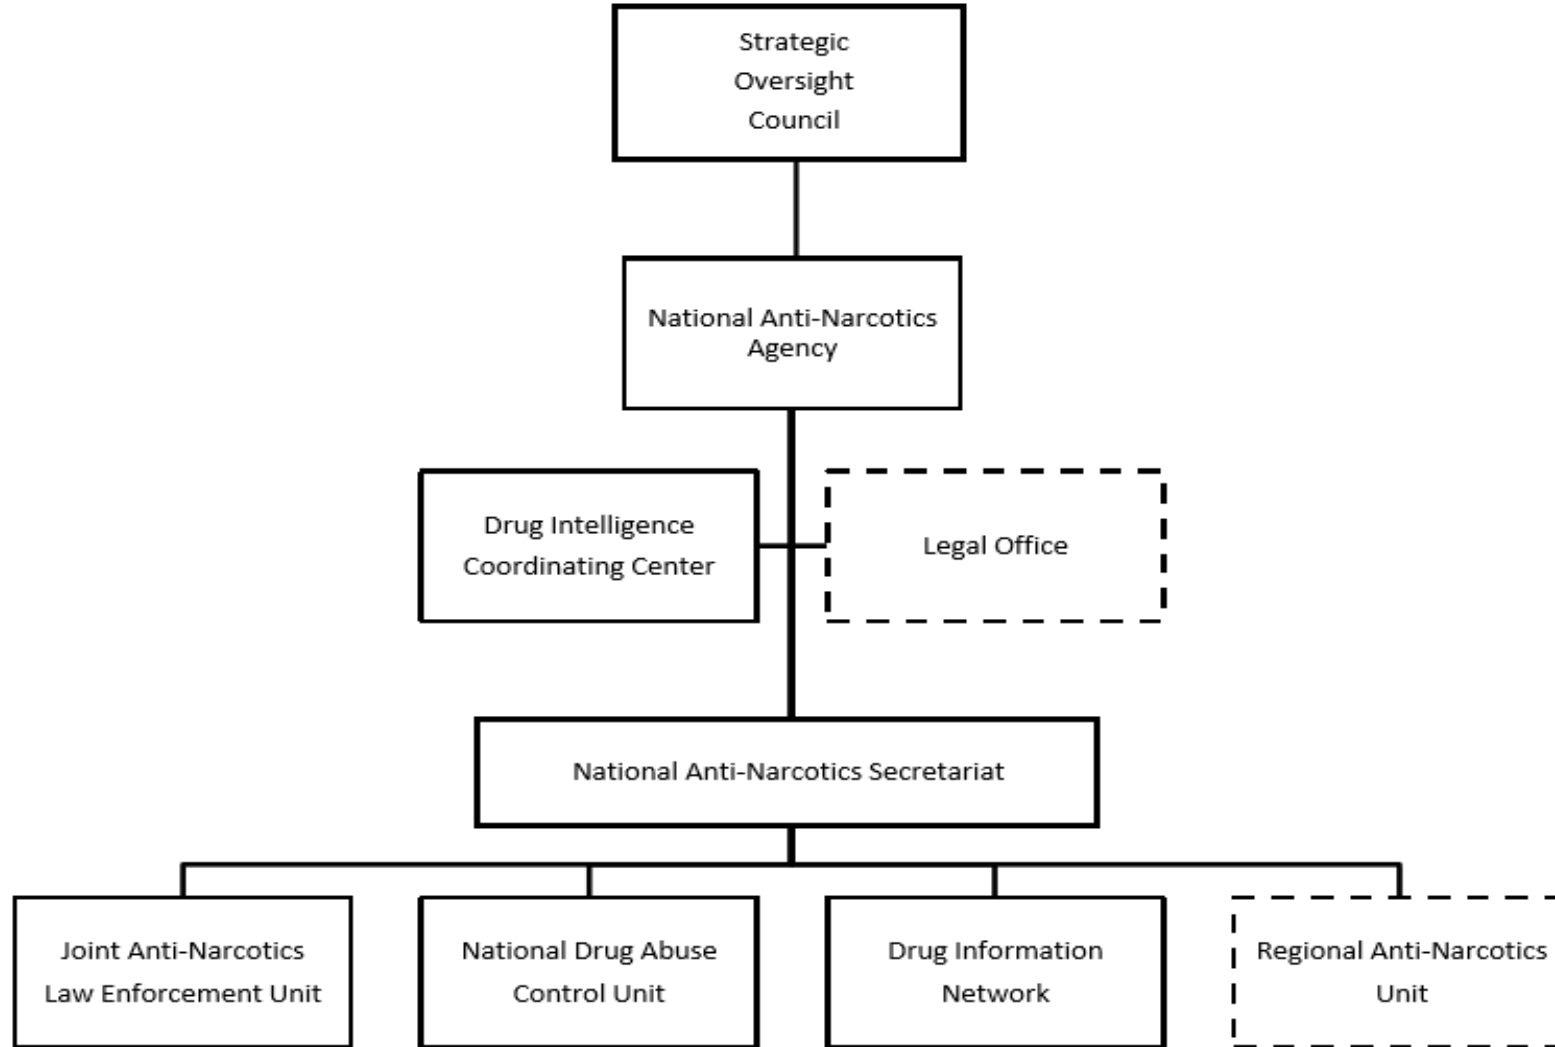 Strategic
Oversight
Council
National Anti-Narcotics
Agency
Drug Intelligence
Coordinating Center
Legal Office
National Anti-Narcotics Secretariat
Joint Anti-Narcotics
Law Enforcement Unit
National Drug Abuse
Control Unit
Drug Information
Network
Regional Anti-Narcotics
Unit